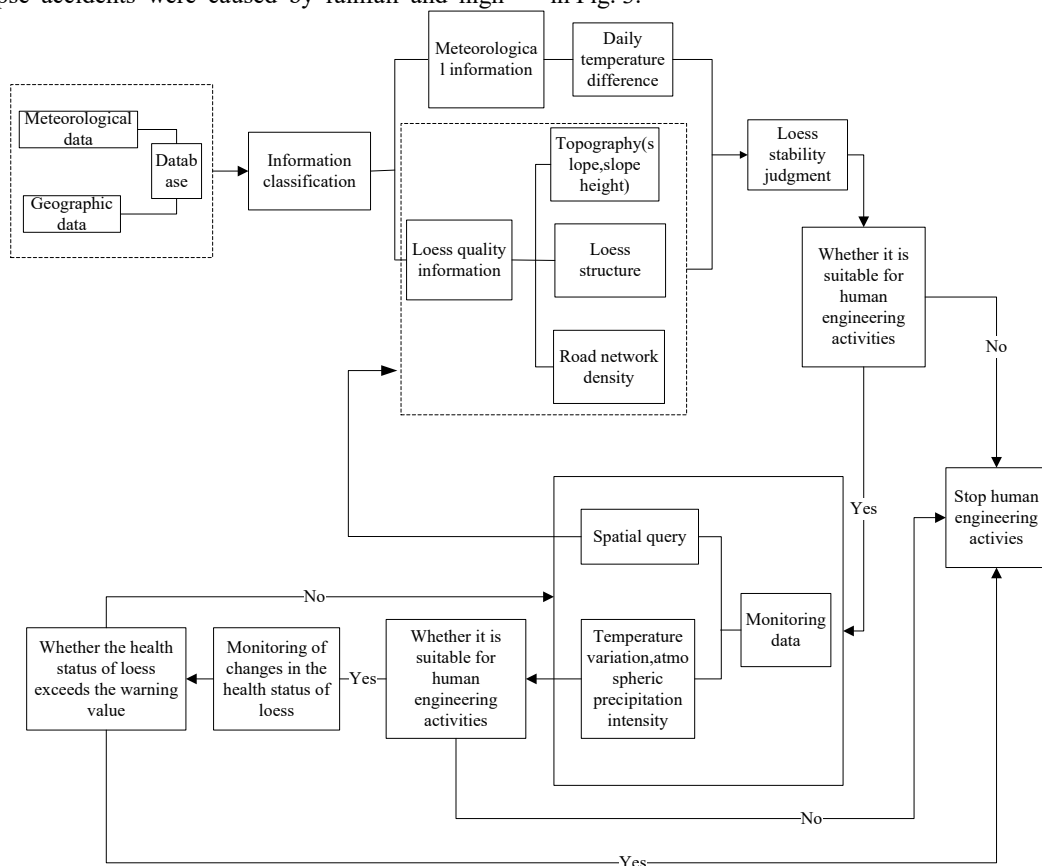 pse accidents were caused by rainfall and high
in Fig. 3.
Meteorologica
l information
Daily
temperature
difference
Meteorological
data
Datab
ase
Geographic
data
Information
classification
Topography(s
lope,slope
height)
Loess quality
information
Loess
structure
Road network
density
Loess
stability
judgment
Whether it is
suitable for
human
engineering
activities
No
Yes
Stop human
engineering
activies
Spatial query
Monitoring
data
Temperature
variation,atmo
spheric
precipitation
intensity
Whether it is
suitable for
human
engineering
activities
Yes
Monitoring of
changes in the
health status of
loess
Whether the health
status of loess
exceeds the warning
value
No
No
Yes